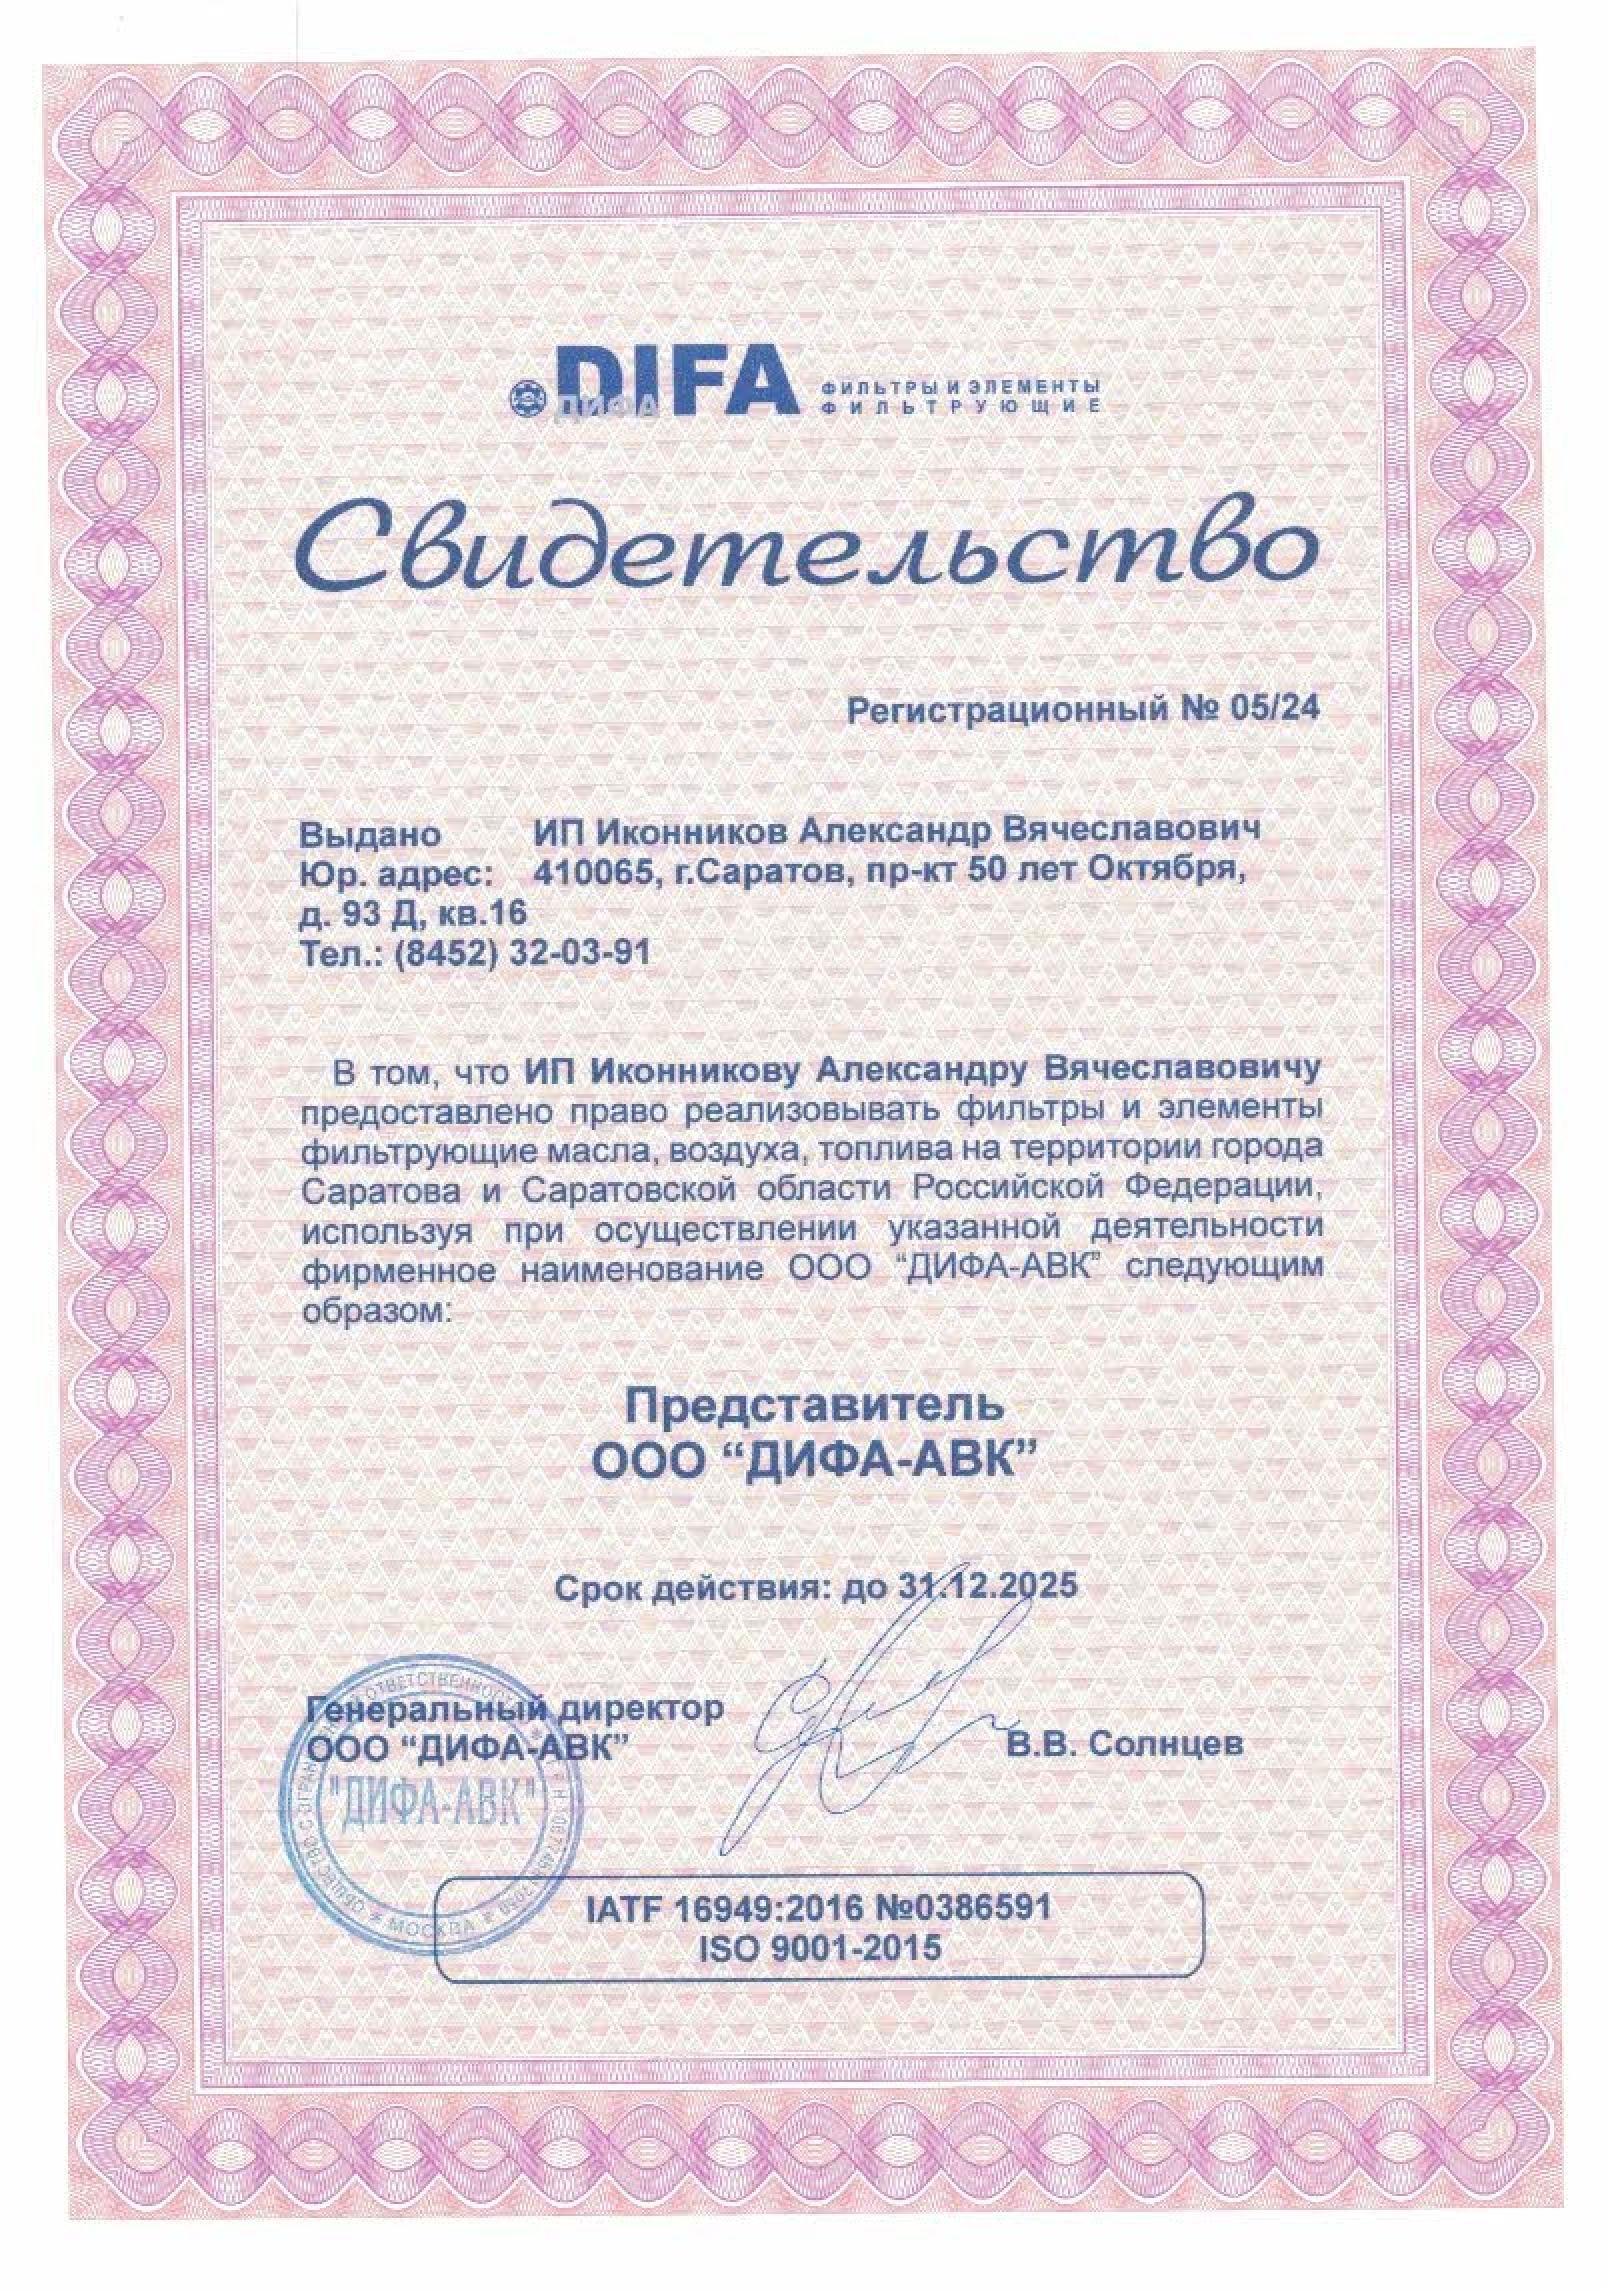 DIFA
ДИФА
ФИЛЬТРЫ И ЭЛЕМЕНТЫ
ФИЛЬТРУЮЩИЕ
Свидетельство
Регистрационный № 05/24
Выдано ИП Иконников Александр Вячеславович
Юр. адрес: 410065, г.Саратов, пр-кт 50 лет Октября,
д. 93 Д, кв.16
Тел.: (8452) 32-03-91
В том, что ИП Иконникову Александру Вячеславовичу
предоставлено право реализовывать фильтры и элементы
фильтрующие масла, воздуха, топлива на территории города
Саратова и Саратовской области Российской Федерации,
используя при осуществлении указанной деятельности
фирменное наименование ООО “ДИФА-АВК” следующим
образом:
Представитель
ООО “ДИФА-АВК”
Срок действия: до 31.12.2025
Генеральный директор
ООО “ДИФА-АВК”
В.В. Солнцев
"ДИФА-АВК"
МОСКВА
IATF 16949:2016 №0386591
ISO 9001-2015